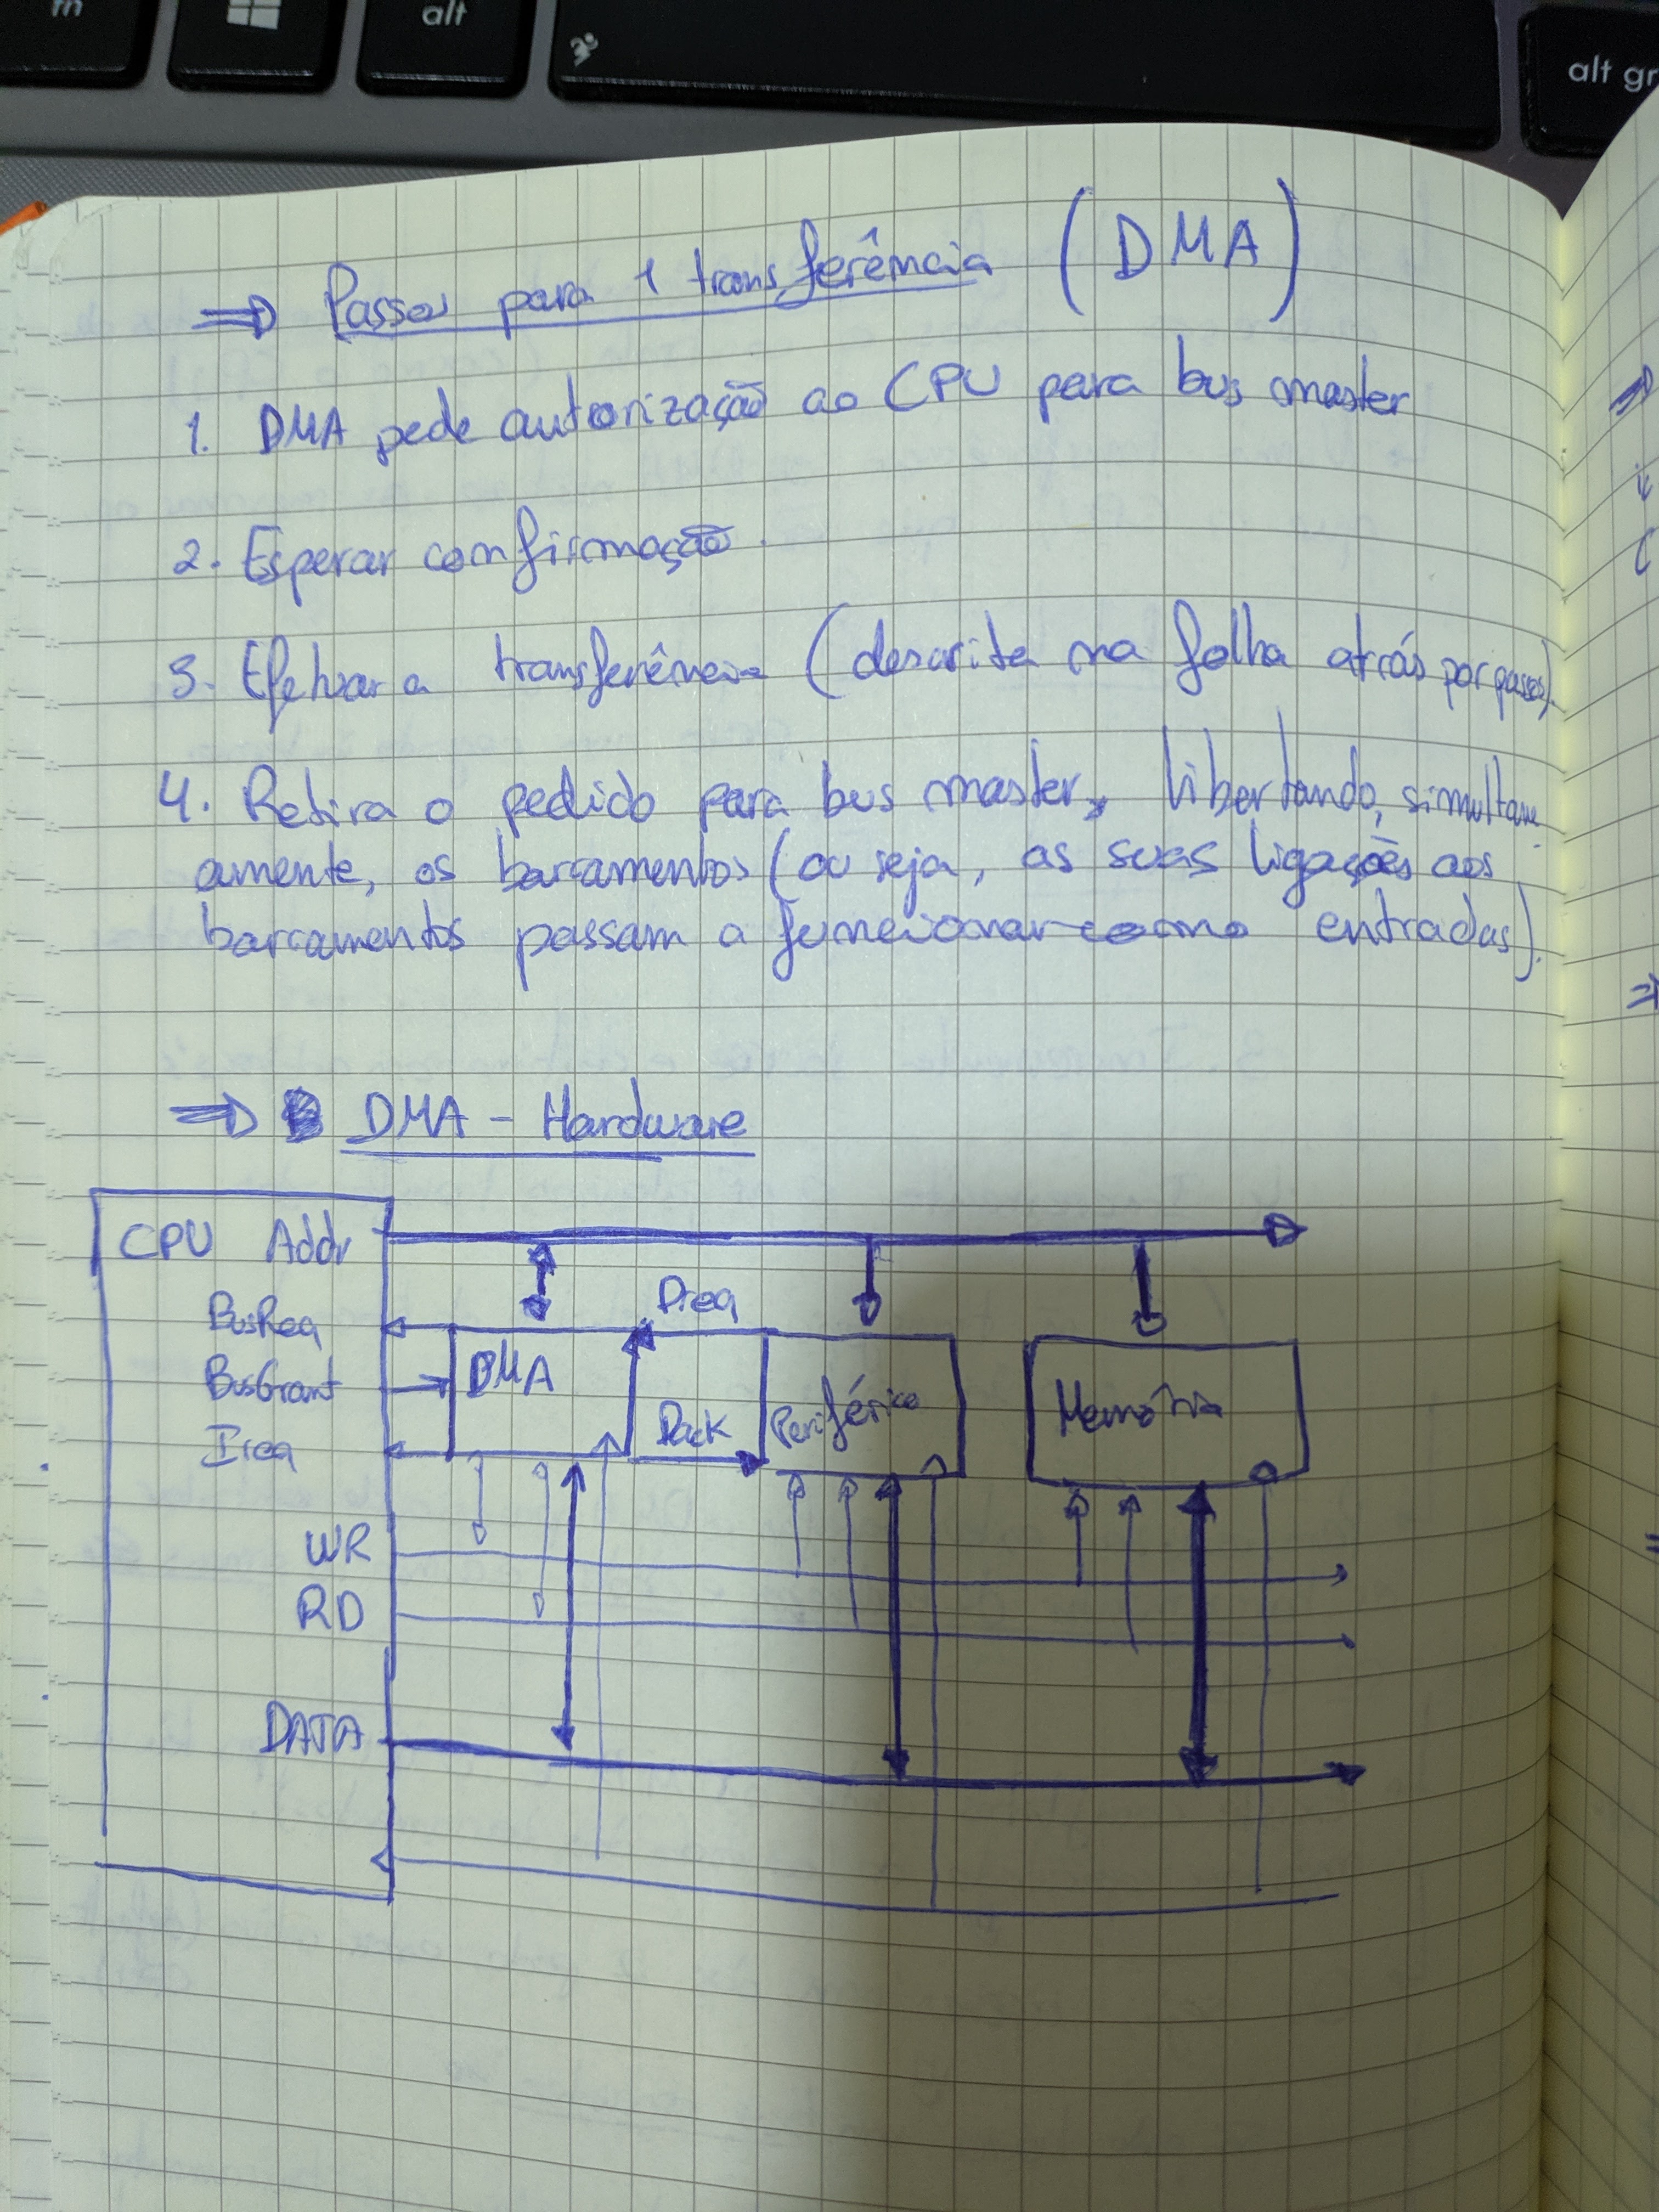 fn
alt
alt gr
⇒ Passos para 1 transferência (DMA)
1. DMA pede autorização ao CPU para bus master
2. Esperar confirmação.
3. Efetuar a transferência (descrita na folha atrás por passos).
4. Retira o pedido para bus master, libertando, simultane
amente, os barramentos (ou seja, as suas ligações aos
barramentos passam a funcionar como entradas).
⇒ DMA - Hardware
CPU Addr
BusReq
Dreq
BusGrant
DMA
Dack
Periférico
Memória
Ireq
WR
RD
DATA